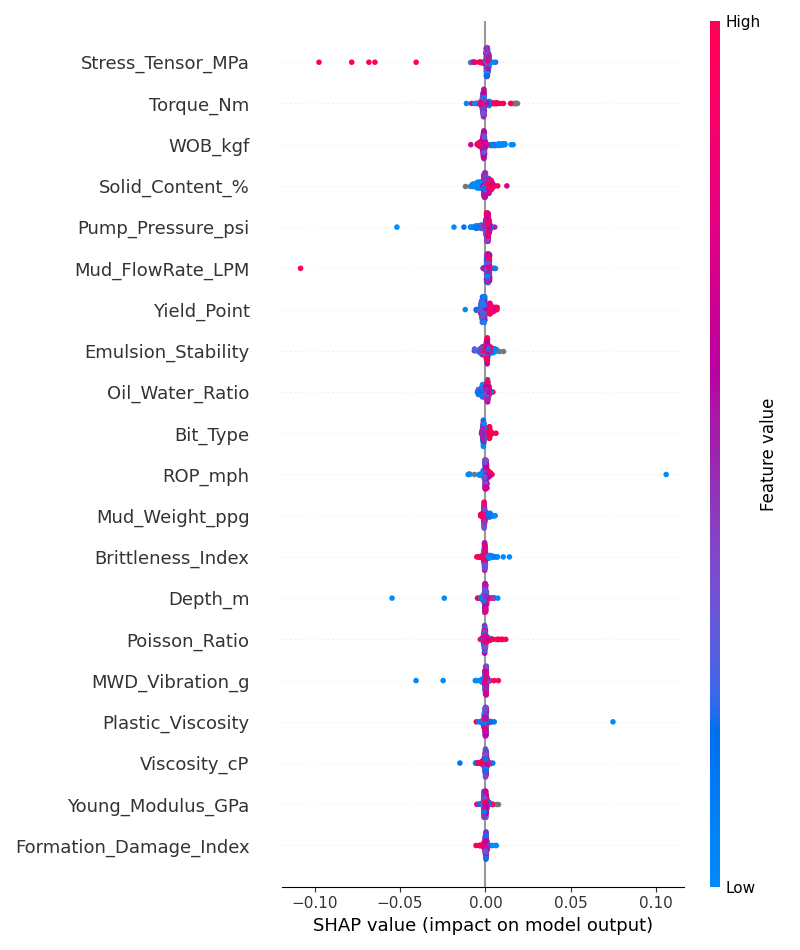 High
Stress_Tensor_MPa
Torque_Nm
WOB_kgf
Solid_Content_%
Pump_Pressure_psi
Mud_FlowRate_LPM
Yield_Point
Emulsion_Stability
Oil_Water_Ratio
Bit_Type
ROP_mph
Mud_Weight_ppg
Brittleness_Index
Depth_m
Poisson_Ratio
MWD_Vibration_g
Plastic_Viscosity
Viscosity_cP
Young_Modulus_GPa
Formation_Damage_Index
Feature value
Low
−0.10 −0.05 0.00 0.05 0.10
SHAP value (impact on model output)